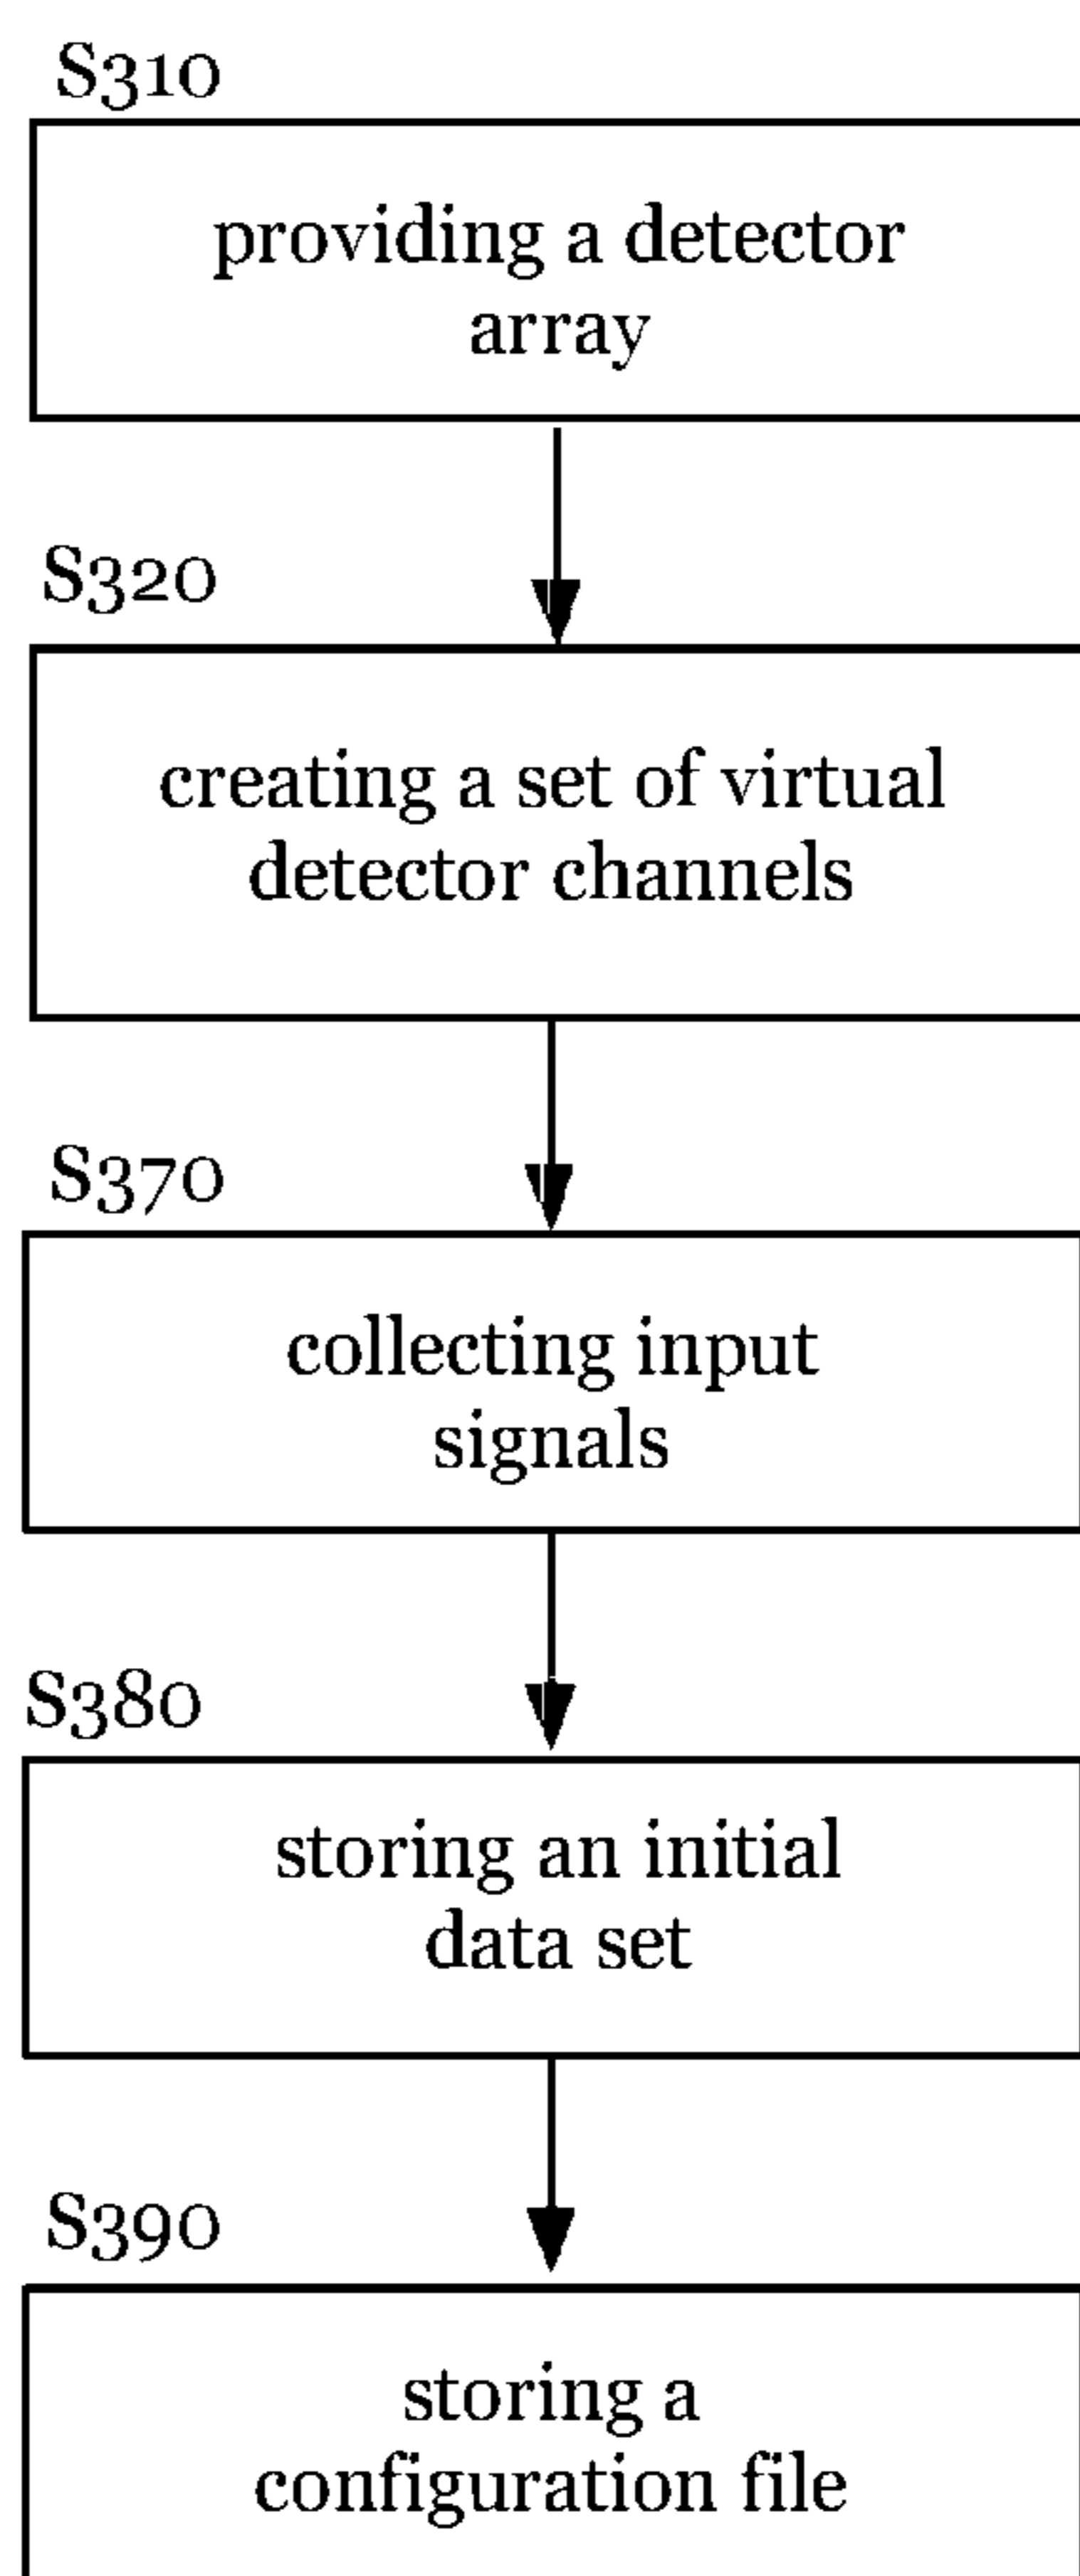 S310
providing a detector
array
S320
creating a set of virtual
detector channels
S370
collecting input
signals
S380
storing an initial
data set
S390
storing a
configuration file